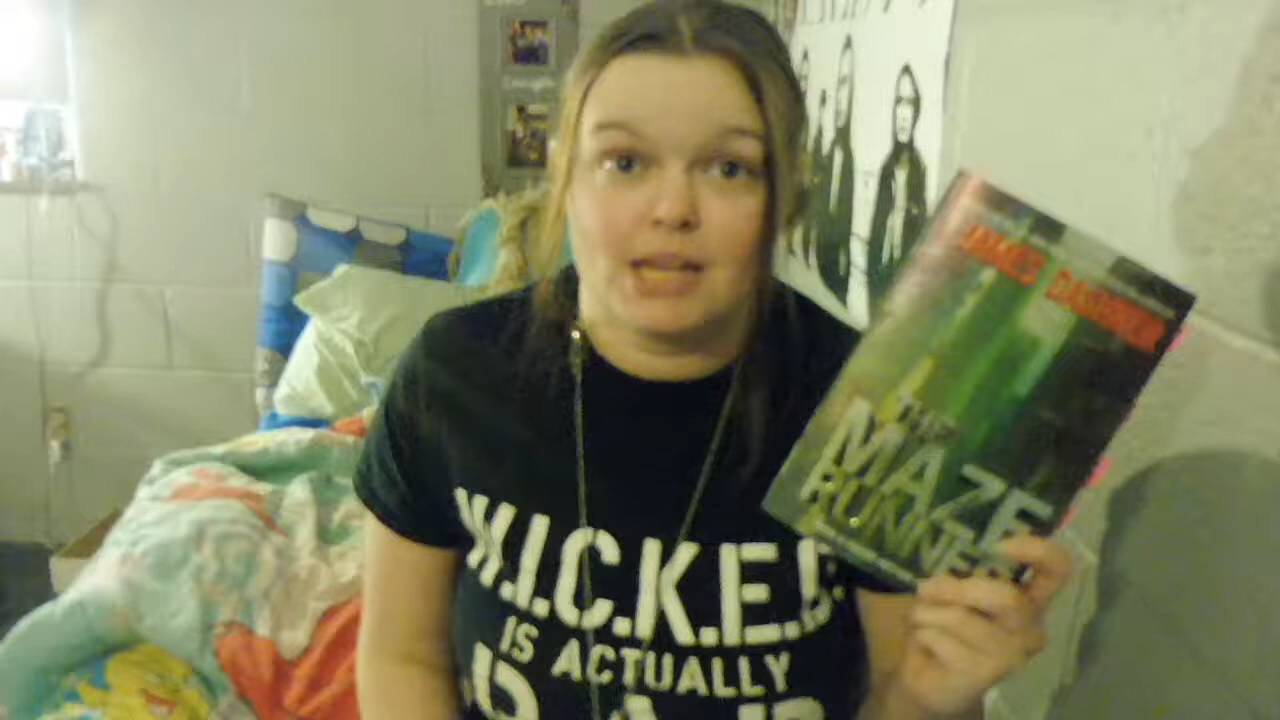 JAMES DASHNER
THE
MAZE
RUNNER
W.I.C.K.E.D.
IS ACTUALLY